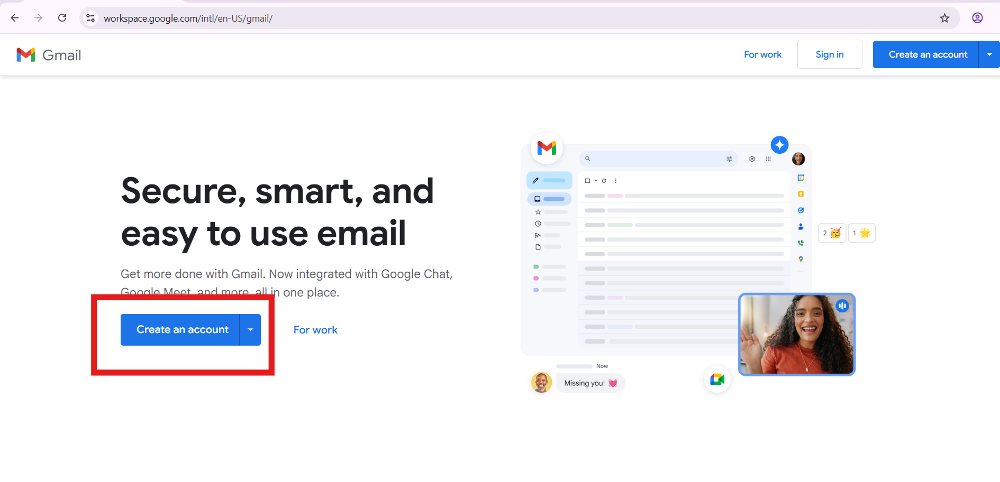 workspace.google.com/intl/en-US/gmail/
Gmail
For work
Sign in
Create an account
Secure, smart, and
easy to use email
Get more done with Gmail. Now integrated with Google Chat,
Google Meet, and more, all in one place.
Create an account
For work
2
1
Now
Missing you!